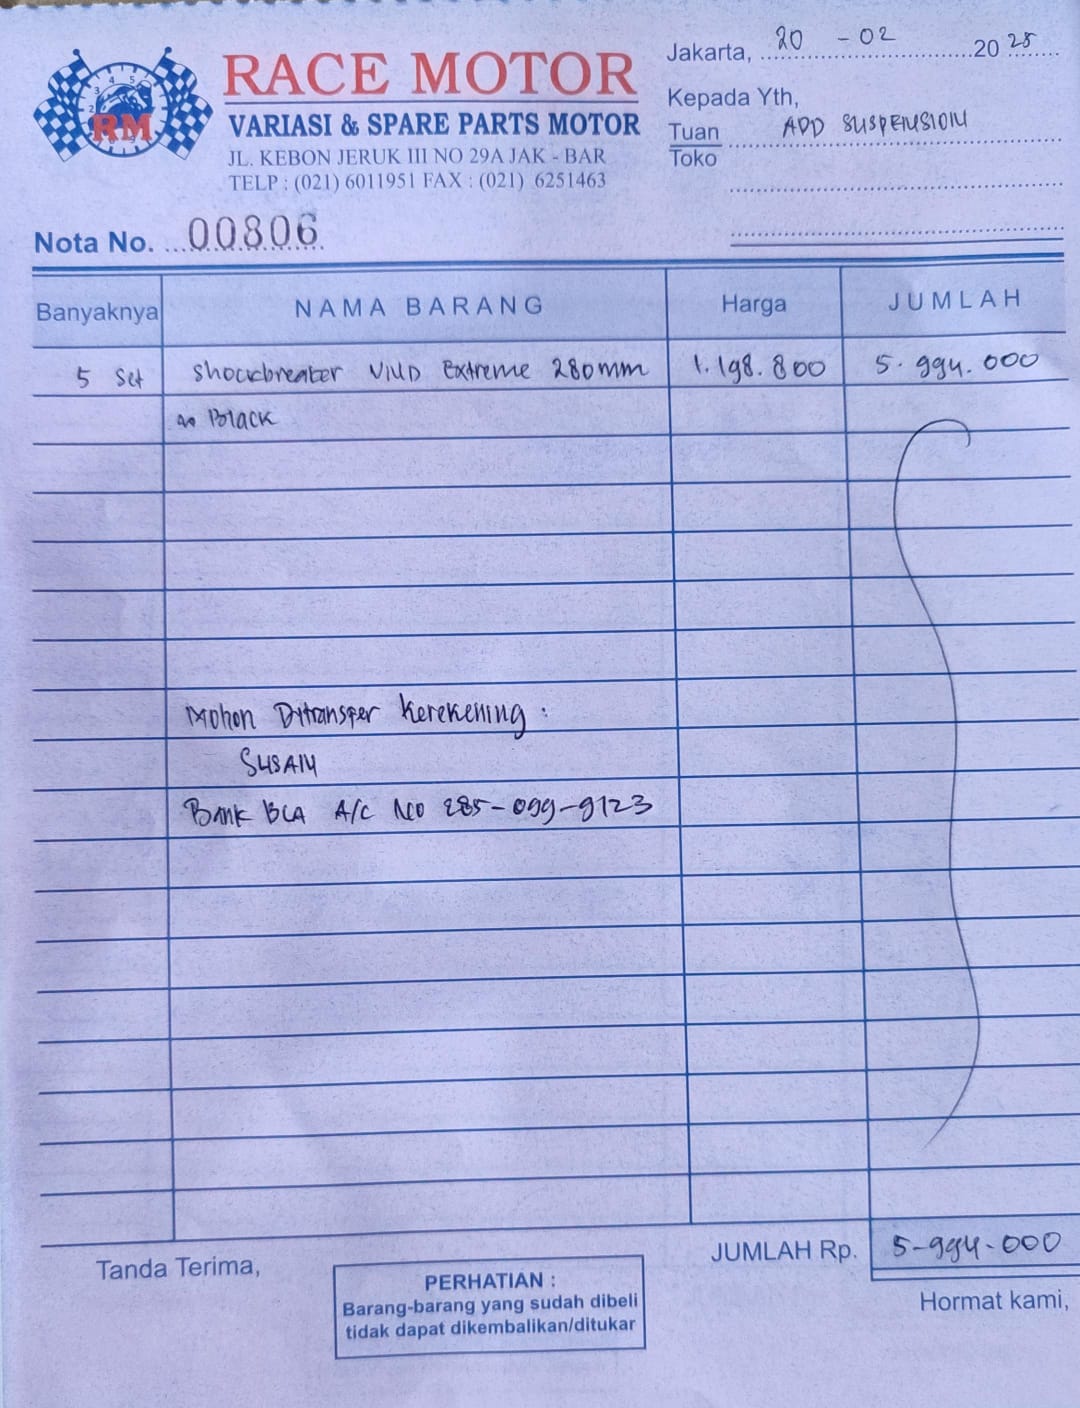 RM
RACE MOTOR
VARIASI & SPARE PARTS MOTOR
JL. KEBON JERUK III NO 29A JAK - BAR
TELP : (021) 6011951 FAX : (021) 6251463
Jakarta, 20 - 02 2025
Kepada Yth,
Tuan ADD SUSPENSION
Toko
Nota No. 00806
Banyaknya NAMA BARANG Harga JUMLAH
5 Set Shockbreaker VND Extreme 280mm 1.198.800 5.994.000
Black
Mohon Ditransfer Kerekening :
SUSAN
Bank BCA A/C NO 285-099-9123
JUMLAH Rp. 5-994-000
Tanda Terima,
PERHATIAN :
Barang-barang yang sudah dibeli
tidak dapat dikembalikan/ditukar
Hormat kami,